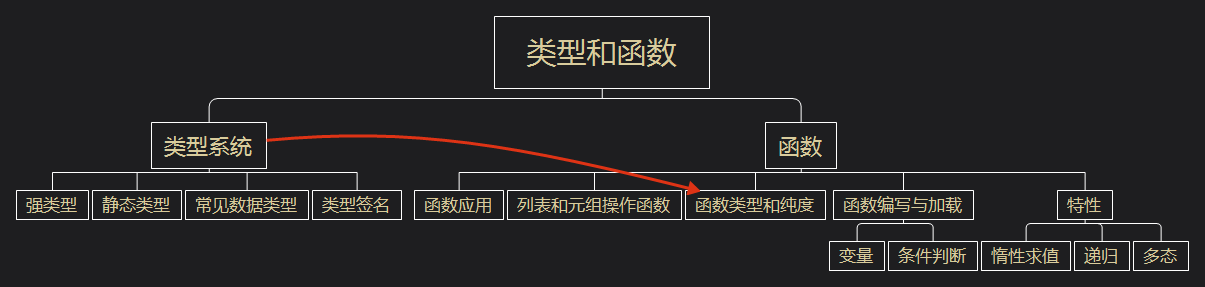 类型和函数
类型系统
函数
强类型
静态类型
常见数据类型
类型签名
函数应用
列表和元组操作函数
函数类型和纯度
函数编写与加载
特性
变量
条件判断
惰性求值
递归
多态